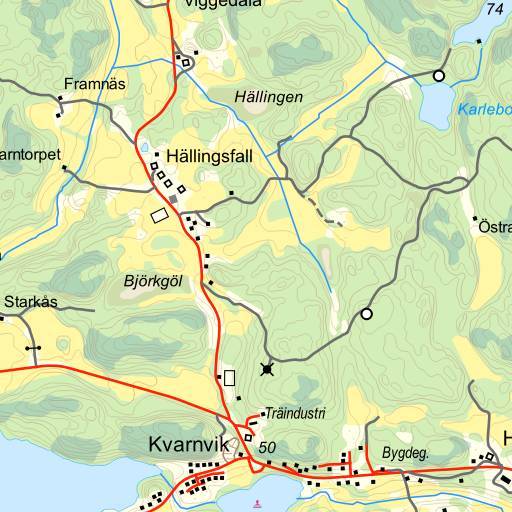 viggedala
74
Framnäs
Hällingen
Karlebo
Hällingsfall
arntorpet
Östra
Björkgöl
Starkås
Träindustri
Kvarnvik
50
Bygdeg.
H